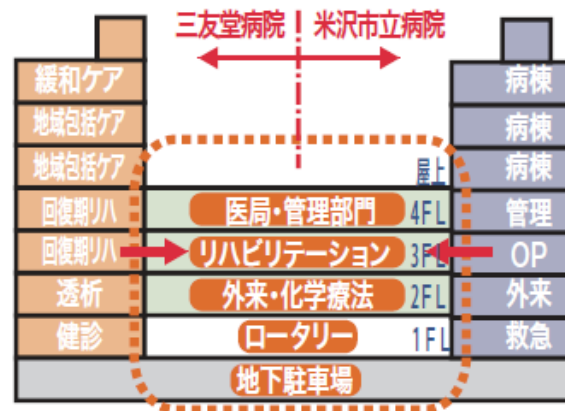 三友堂病院 米沢市立病院
緩和ケア 病棟
地域包括ケア 病棟
地域包括ケア 屋上 病棟
回復期リハ 医局・管理部門 4FL 管理
回復期リハ リハビリテーション 3FL OP
透析 外来・化学療法 2FL 外来
健診 ロータリー 1FL 救急
地下駐車場